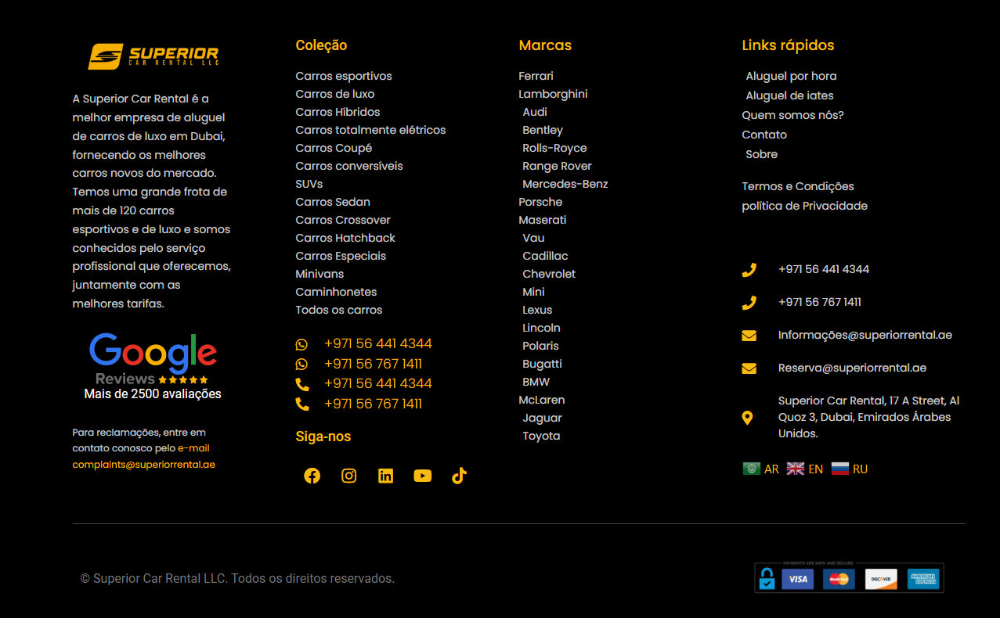 SUPERIOR
CAR RENTAL LLC
A Superior Car Rental é a
melhor empresa de aluguel
de carros de luxo em Dubai,
fornecendo os melhores
carros novos do mercado.
Temos uma grande frota de
mais de 120 carros
esportivos e de luxo e somos
conhecidos pelo serviço
profissional que oferecemos,
juntamente com as
melhores tarifas.
Google
Reviews
Mais de 2500 avaliações
Para reclamações, entre em
contato conosco pelo e-mail
complaints@superiorrental.ae
Coleção
Carros esportivos
Carros de luxo
Carros Híbridos
Carros totalmente elétricos
Carros Coupé
Carros conversíveis
SUVs
Carros Sedan
Carros Crossover
Carros Hatchback
Carros Especiais
Minivans
Caminhonetes
Todos os carros
+971 56 441 4344
+971 56 767 1411
+971 56 441 4344
+971 56 767 1411
Siga-nos
Marcas
Ferrari
Lamborghini
Audi
Bentley
Rolls-Royce
Range Rover
Mercedes-Benz
Porsche
Maserati
Vau
Cadillac
Chevrolet
Mini
Lexus
Lincoln
Polaris
Bugatti
BMW
McLaren
Jaguar
Toyota
Links rápidos
Aluguel por hora
Aluguel de iates
Quem somos nós?
Contato
Sobre
Termos e Condições
política de Privacidade
+971 56 441 4344
+971 56 767 1411
Informações@superiorrental.ae
Reserva@superiorrental.ae
Superior Car Rental, 17 A Street, Al
Quoz 3, Dubai, Emirados Árabes
Unidos.
AR EN RU
© Superior Car Rental LLC. Todos os direitos reservados.
PAYMENTS ARE SAFE AND SECURE
VISA MasterCard DISCOVER AMERICAN EXPRESS